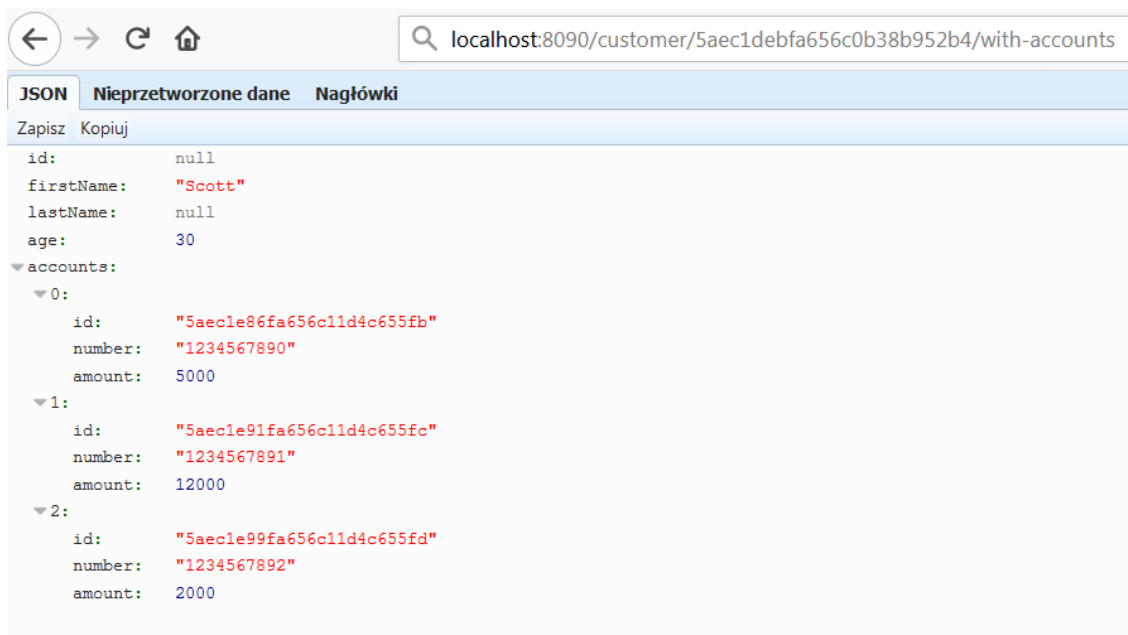 localhost:8090/customer/5aec1debfa656c0b38b952b4/with-accounts
JSON Nieprzetworzone dane Nagłówki
Zapisz Kopiuj
id: null
firstName: "Scott"
lastName: null
age: 30
accounts:
0:
id: "5aec1e86fa656c11d4c655fb"
number: "1234567890"
amount: 5000
1:
id: "5aec1e91fa656c11d4c655fc"
number: "1234567891"
amount: 12000
2:
id: "5aec1e99fa656c11d4c655fd"
number: "1234567892"
amount: 2000